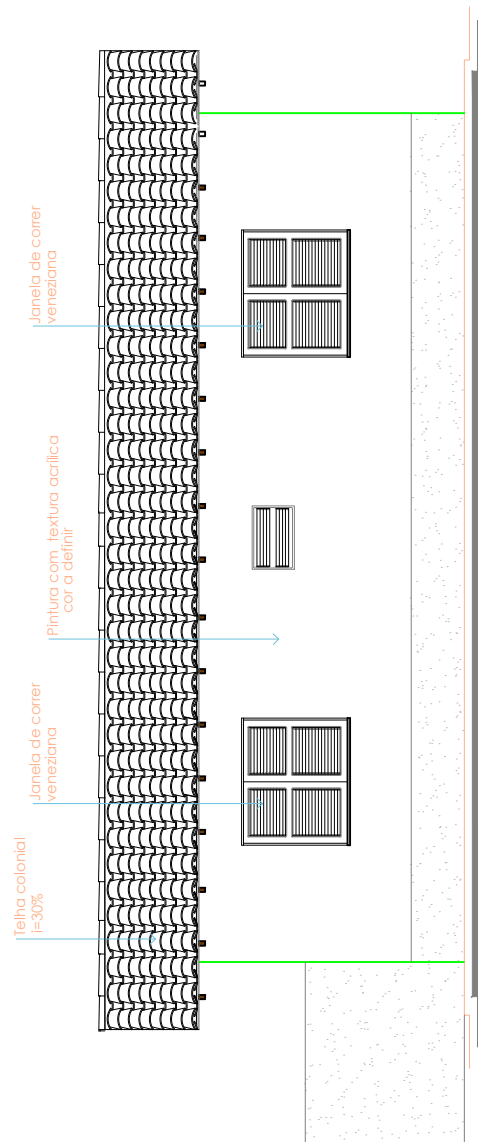 Telha colonial
i=30%
Janela de correr
veneziana
Pintura com textura acrílica
cor a definir
Janela de correr
veneziana